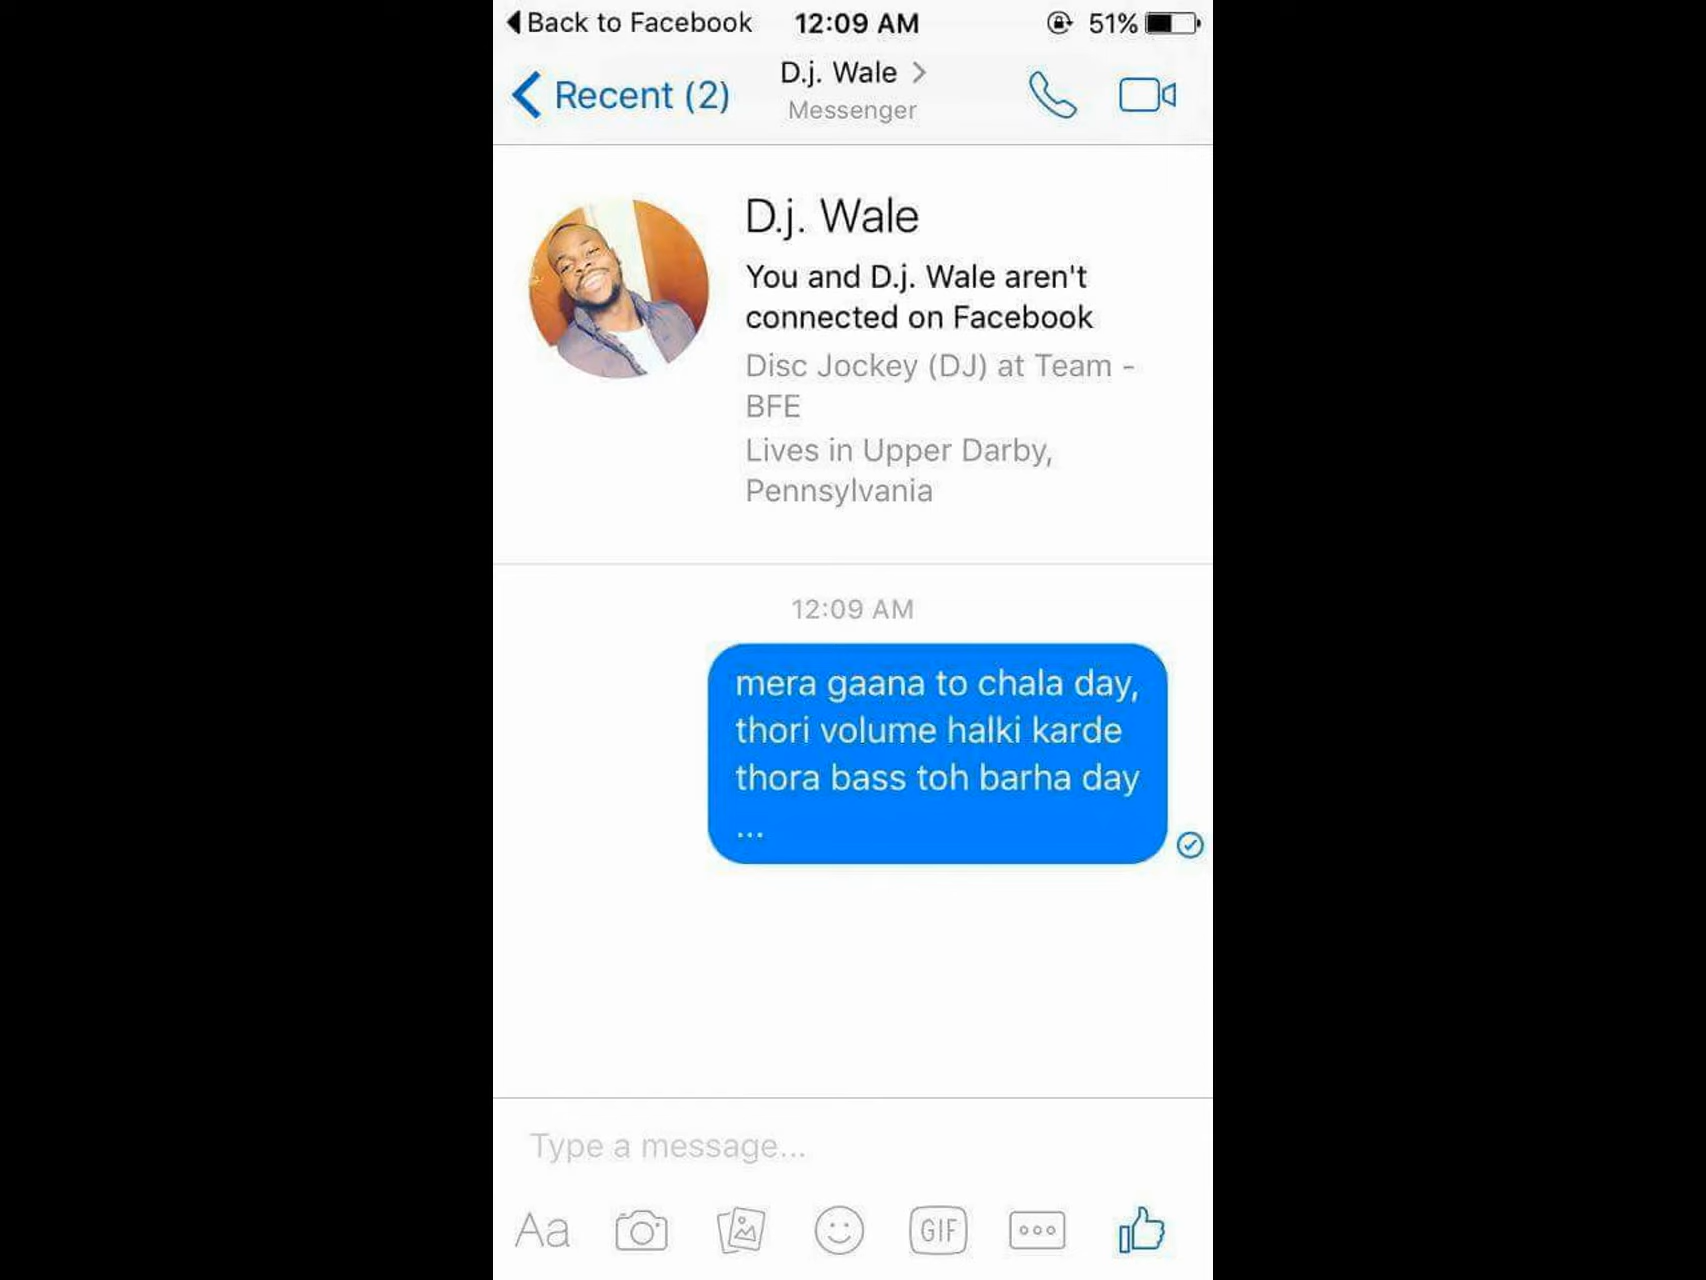 Back to Facebook 12:09 AM 51%
Recent (2) D.j. Wale
Messenger
D.j. Wale
You and D.j. Wale aren't
connected on Facebook
Disc Jockey (DJ) at Team -
BFE
Lives in Upper Darby,
Pennsylvania
12:09 AM
mera gaana to chala day,
thori volume halki karde
thora bass toh barha day
...
Type a message...
Aa GIF